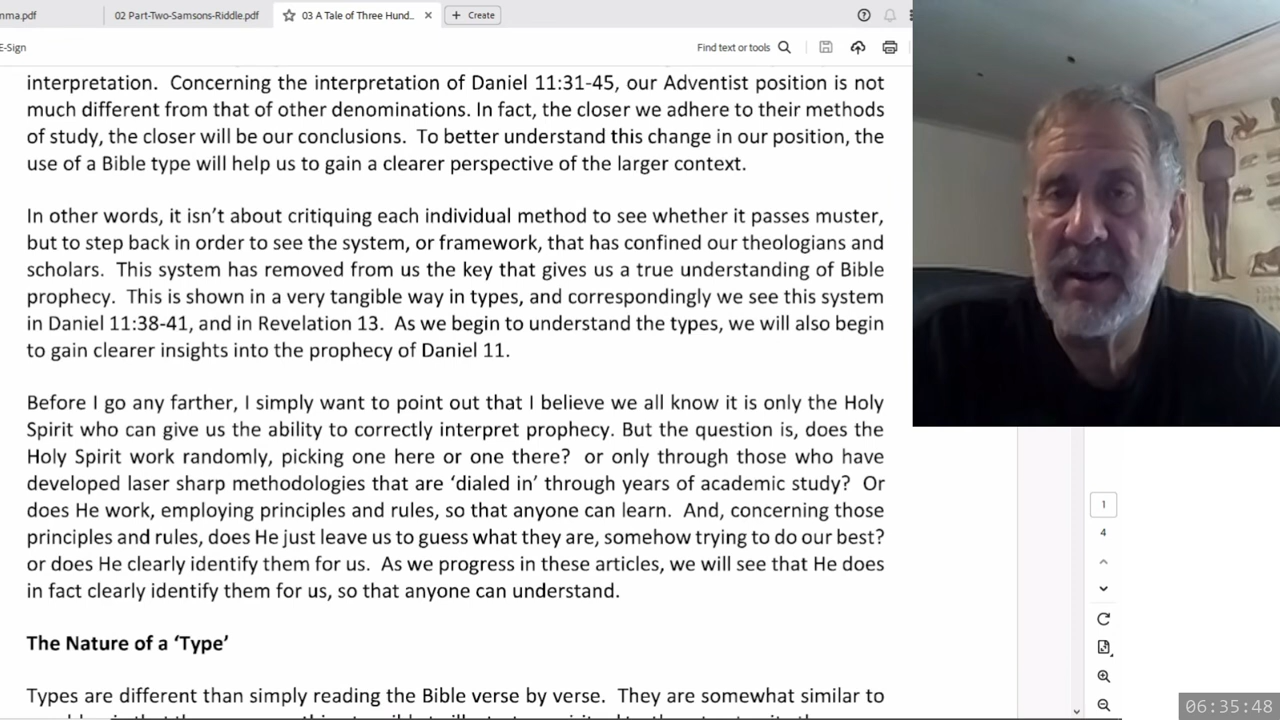 mma.pdf
02 Part-Two-Samsons-Riddle.pdf
03 A Tale of Three Hund...
Create
E-Sign
Find text or tools
interpretation. Concerning the interpretation of Daniel 11:31-45, our Adventist position is not
much different from that of other denominations. In fact, the closer we adhere to their methods
of study, the closer will be our conclusions. To better understand this change in our position, the
use of a Bible type will help us to gain a clearer perspective of the larger context.
In other words, it isn't about critiquing each individual method to see whether it passes muster,
but to step back in order to see the system, or framework, that has confined our theologians and
scholars. This system has removed from us the key that gives us a true understanding of Bible
prophecy. This is shown in a very tangible way in types, and correspondingly we see this system
in Daniel 11:38-41, and in Revelation 13. As we begin to understand the types, we will also begin
to gain clearer insights into the prophecy of Daniel 11.
Before I go any farther, I simply want to point out that I believe we all know it is only the Holy
Spirit who can give us the ability to correctly interpret prophecy. But the question is, does the
Holy Spirit work randomly, picking one here or one there? or only through those who have
developed laser sharp methodologies that are 'dialed in' through years of academic study? Or
does He work, employing principles and rules, so that anyone can learn. And, concerning those
principles and rules, does He just leave us to guess what they are, somehow trying to do our best?
or does He clearly identify them for us. As we progress in these articles, we will see that He does
in fact clearly identify them for us, so that anyone can understand.
The Nature of a 'Type'
Types are different than simply reading the Bible verse by verse. They are somewhat similar to
1
4
06:35:48